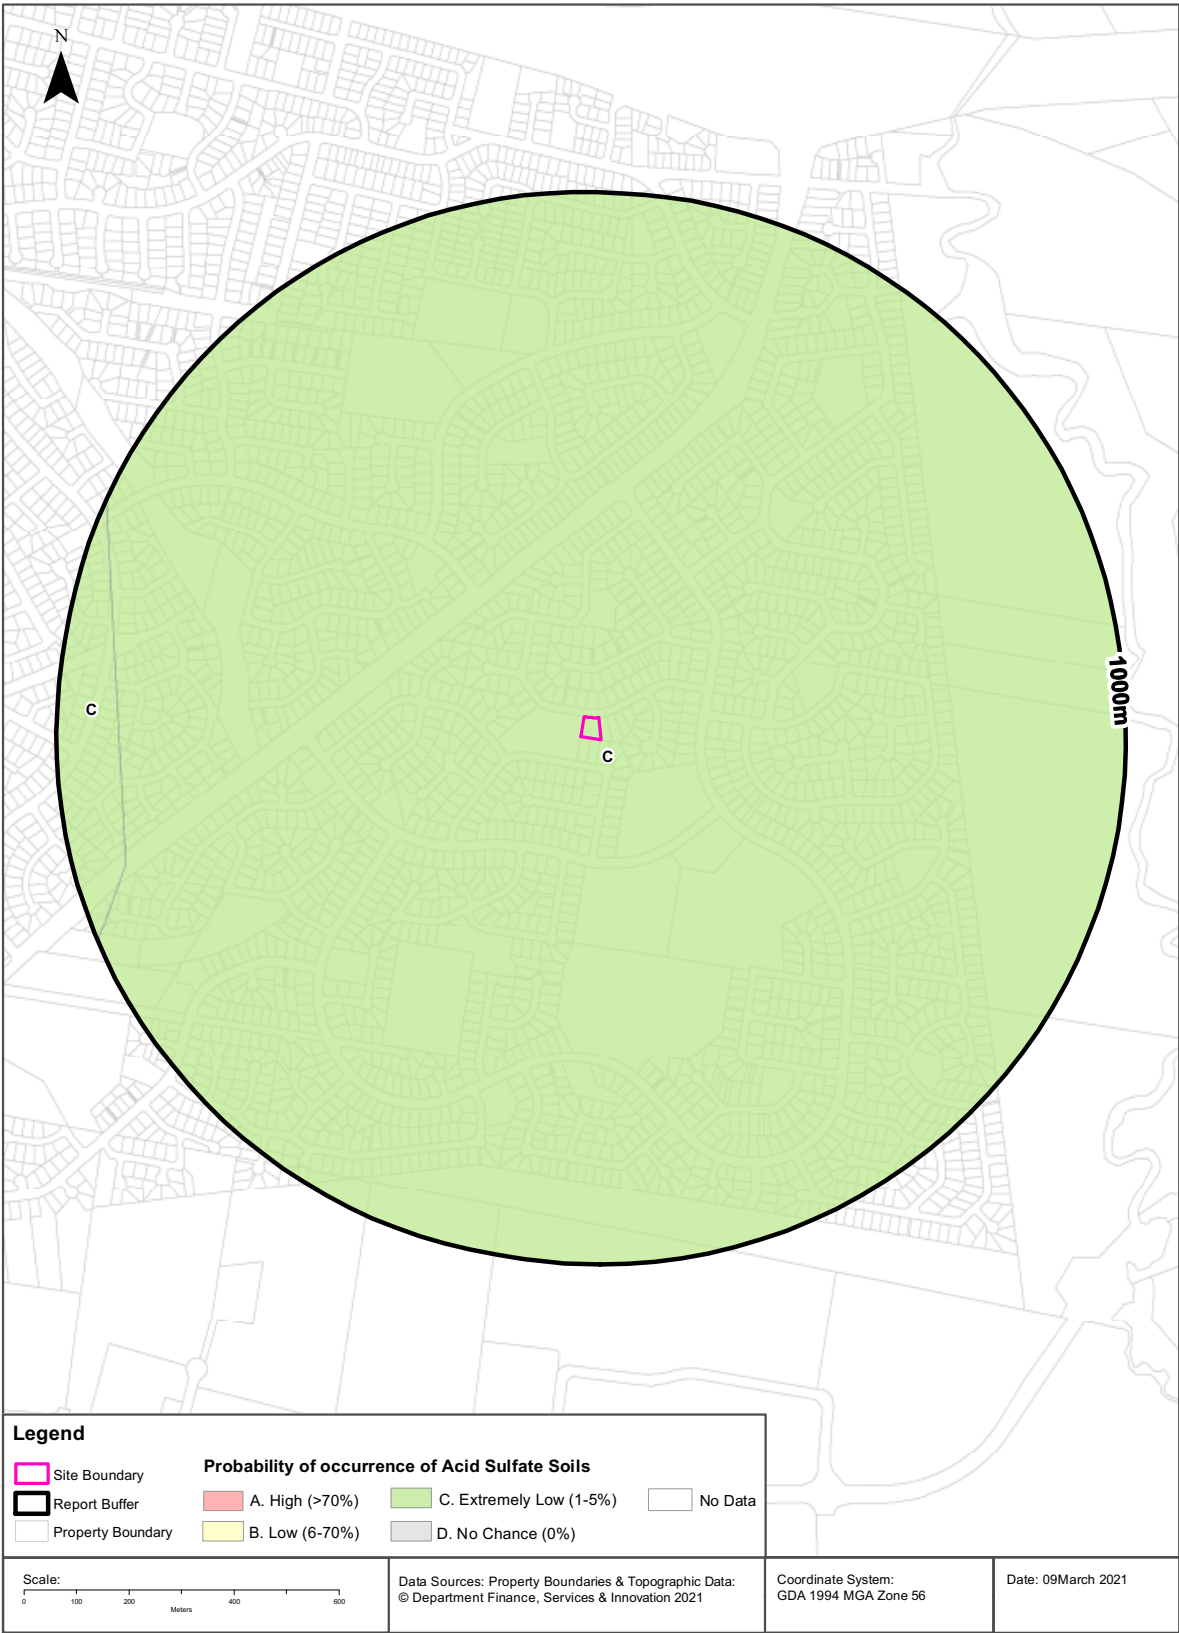 N
1000m
C
C
Legend
Site Boundary
Report Buffer
Property Boundary
Probability of occurrence of Acid Sulfate Soils
A. High (>70%)
B. Low (6-70%)
C. Extremely Low (1-5%)
D. No Chance (0%)
No Data
Scale:
0 100 200 400 600
Meters
Data Sources: Property Boundaries & Topographic Data:
© Department Finance, Services & Innovation 2021
Coordinate System:
GDA 1994 MGA Zone 56
Date: 09March 2021